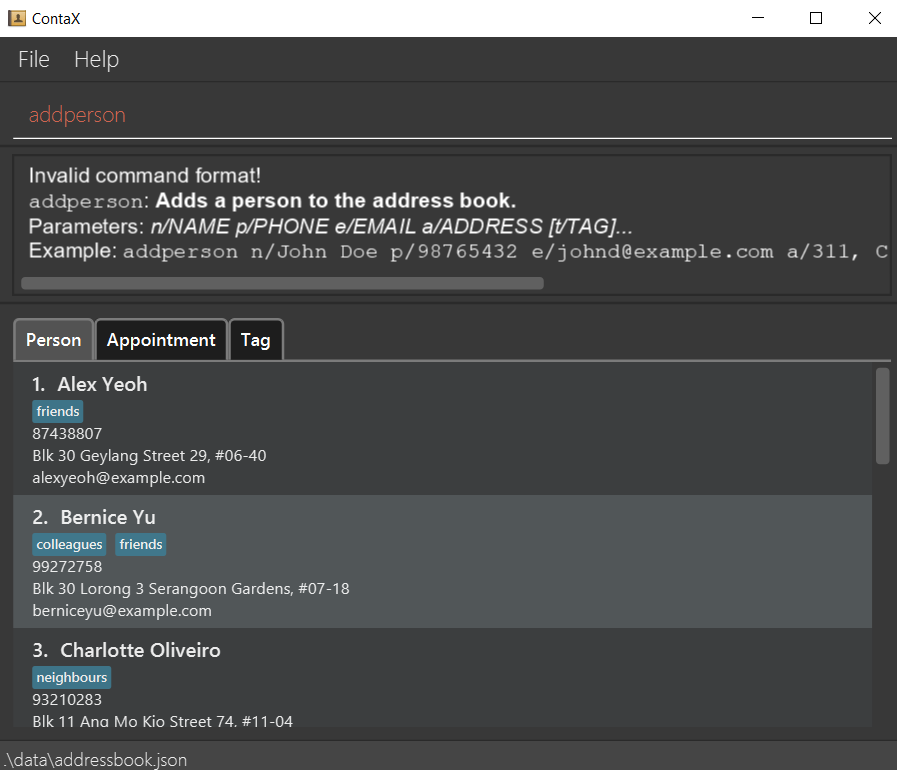 ContaX
File Help
addperson
Invalid command format!
addperson: Adds a person to the address book.
Parameters: n/NAME p/PHONE e/EMAIL a/ADDRESS [t/TAG]...
Example: addperson n/John Doe p/98765432 e/johnd@example.com a/311, C
Person Appointment Tag
1. Alex Yeoh
friends
87438807
Blk 30 Geylang Street 29, #06-40
alexyeoh@example.com
2. Bernice Yu
colleagues friends
99272758
Blk 30 Lorong 3 Serangoon Gardens, #07-18
berniceyu@example.com
3. Charlotte Oliveiro
neighbours
93210283
Blk 11 Ang Mo Kio Street 74, #11-04
.\data\addressbook.json